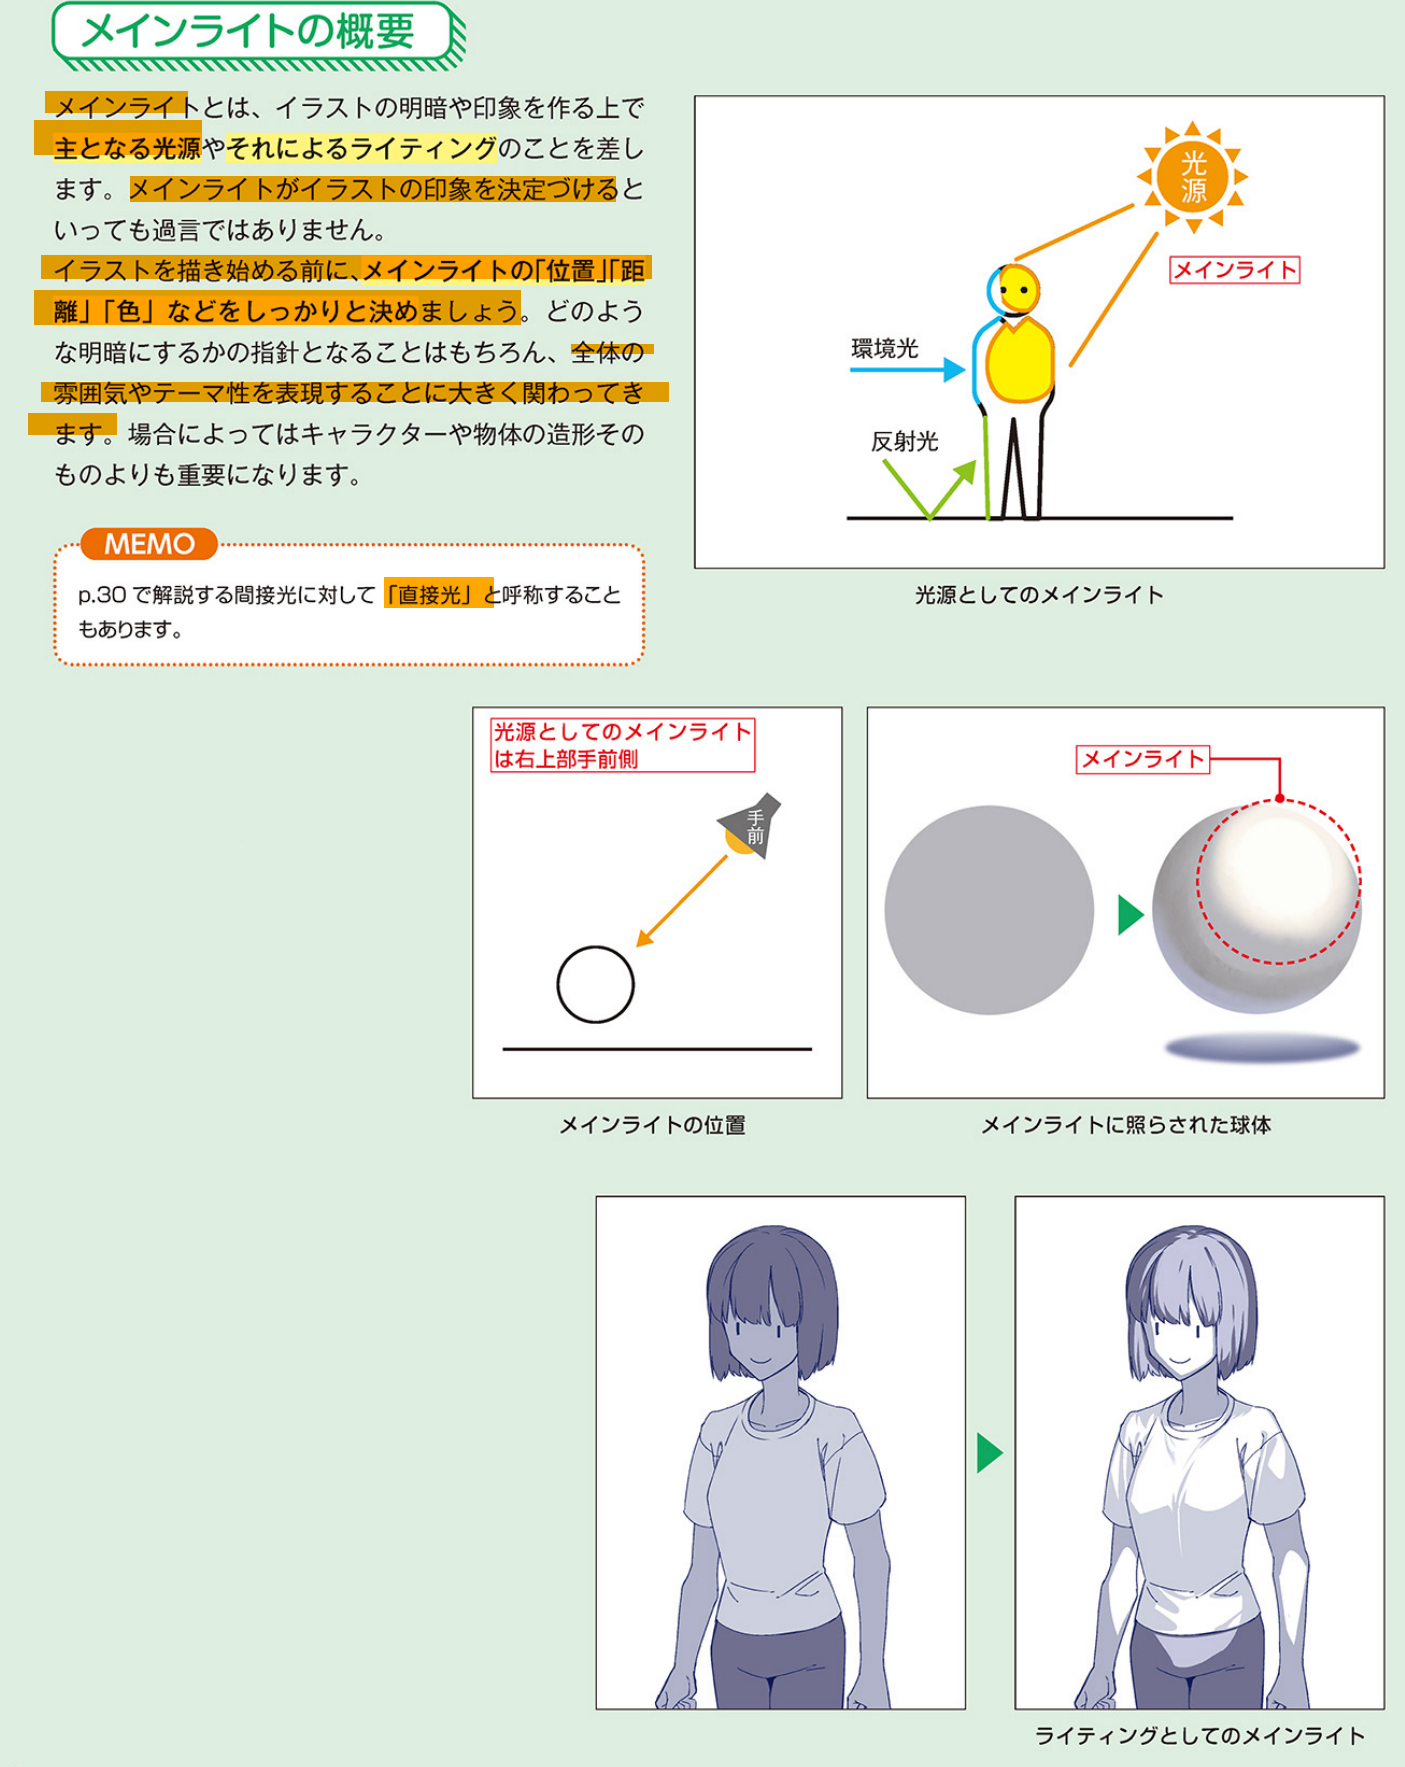 メインライトの概要
メインライトとは、イラストの明暗や印象を作る上で
主となる光源やそれによるライティングのことを差し
ます。メインライトがイラストの印象を決定づけると
いっても過言ではありません。
イラストを描き始める前に、メインライトの「位置」「距
離」「色」などをしっかりと決めましょう。どのよう
な明暗にするかの指針となることはもちろん、全体の
雰囲気やテーマ性を表現することに大きく関わってき
ます。場合によってはキャラクターや物体の造形その
ものよりも重要になります。
MEMO
p.30 で解説する間接光に対して「直接光」と呼称すること
もあります。
光源
メインライト
環境光
反射光
光源としてのメインライト
光源としてのメインライト
は右上部手前側
手前
メインライトの位置
メインライト
メインライトに照らされた球体
ライティングとしてのメインライト